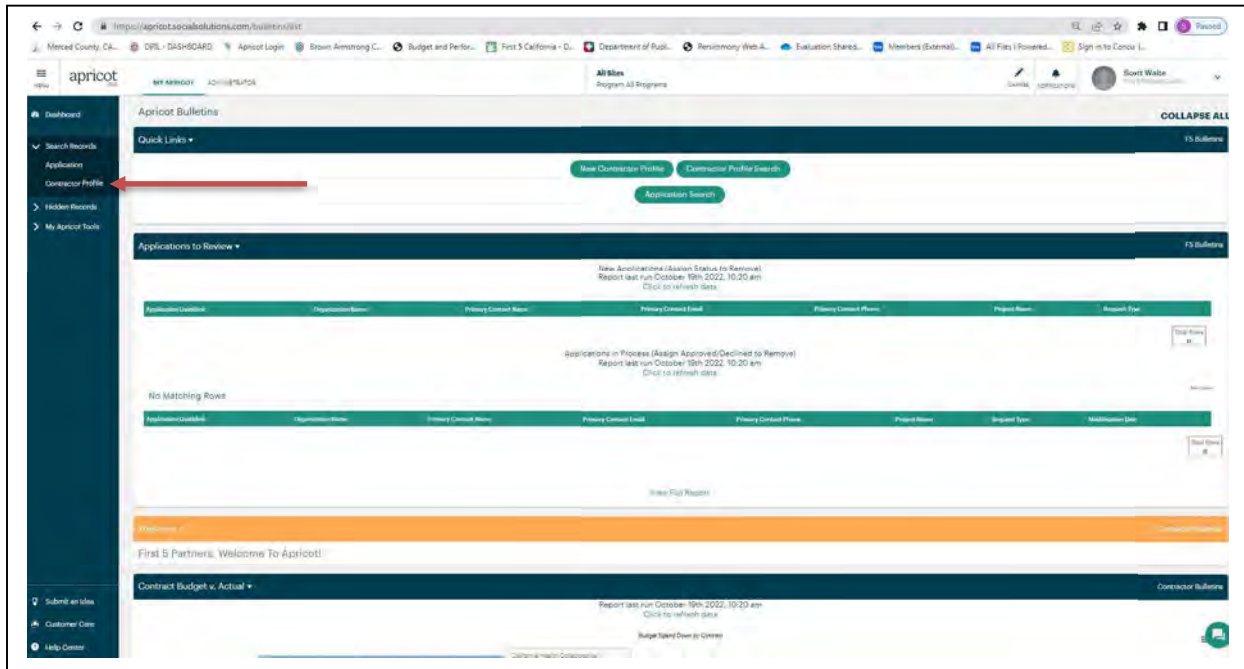 https://apricot.socialsolutions.com/bulletin/list
Paused
Merced County, CA... DPIL - DASHBOARD Apricot Login Brown Armstrong C... Budget and Perfor... First 5 California - D... Department of Publ... Persimmony Web A... Evaluation Shared... Members (External)... All Files | Powered... Sign in to Concur |...
MENU apricot MY APRICOT ADMINISTRATOR All Sites Scott Waite
Program All Programs
Dashboard
Apricot Bulletins
COLLAPSE ALL
Search Records
Quick Links
F5 Bulletins
Application
New Contractor Profile Contractor Profile Search
Contractor Profile
Application Search
Hidden Records
My Apricot Tools
Applications to Review
F5 Bulletins
New Applications (Assign Status to Remove)
Report last run October 19th 2022, 10:20 am
Click to refresh data
Organization Name Primary Contact Name Primary Contact Email Primary Contact Phone Project Name Request Type
Total Rows
Applications in Process (Assign Approved/Declined to Remove)
Report last run October 19th 2022, 10:20 am
Click to refresh data
No Matching Rows
Organization Name Primary Contact Name Primary Contact Email Primary Contact Phone Project Name Request Type Modification Date
Total Rows
View Full Report
First 5 Partners, Welcome To Apricot!
Contract Budget v. Actual
Contractor Bulletins
Submit an idea
Report last run October 19th 2022, 10:20 am
Click to refresh data
Customer Care
Budget Spend Down by Contract
Help Center